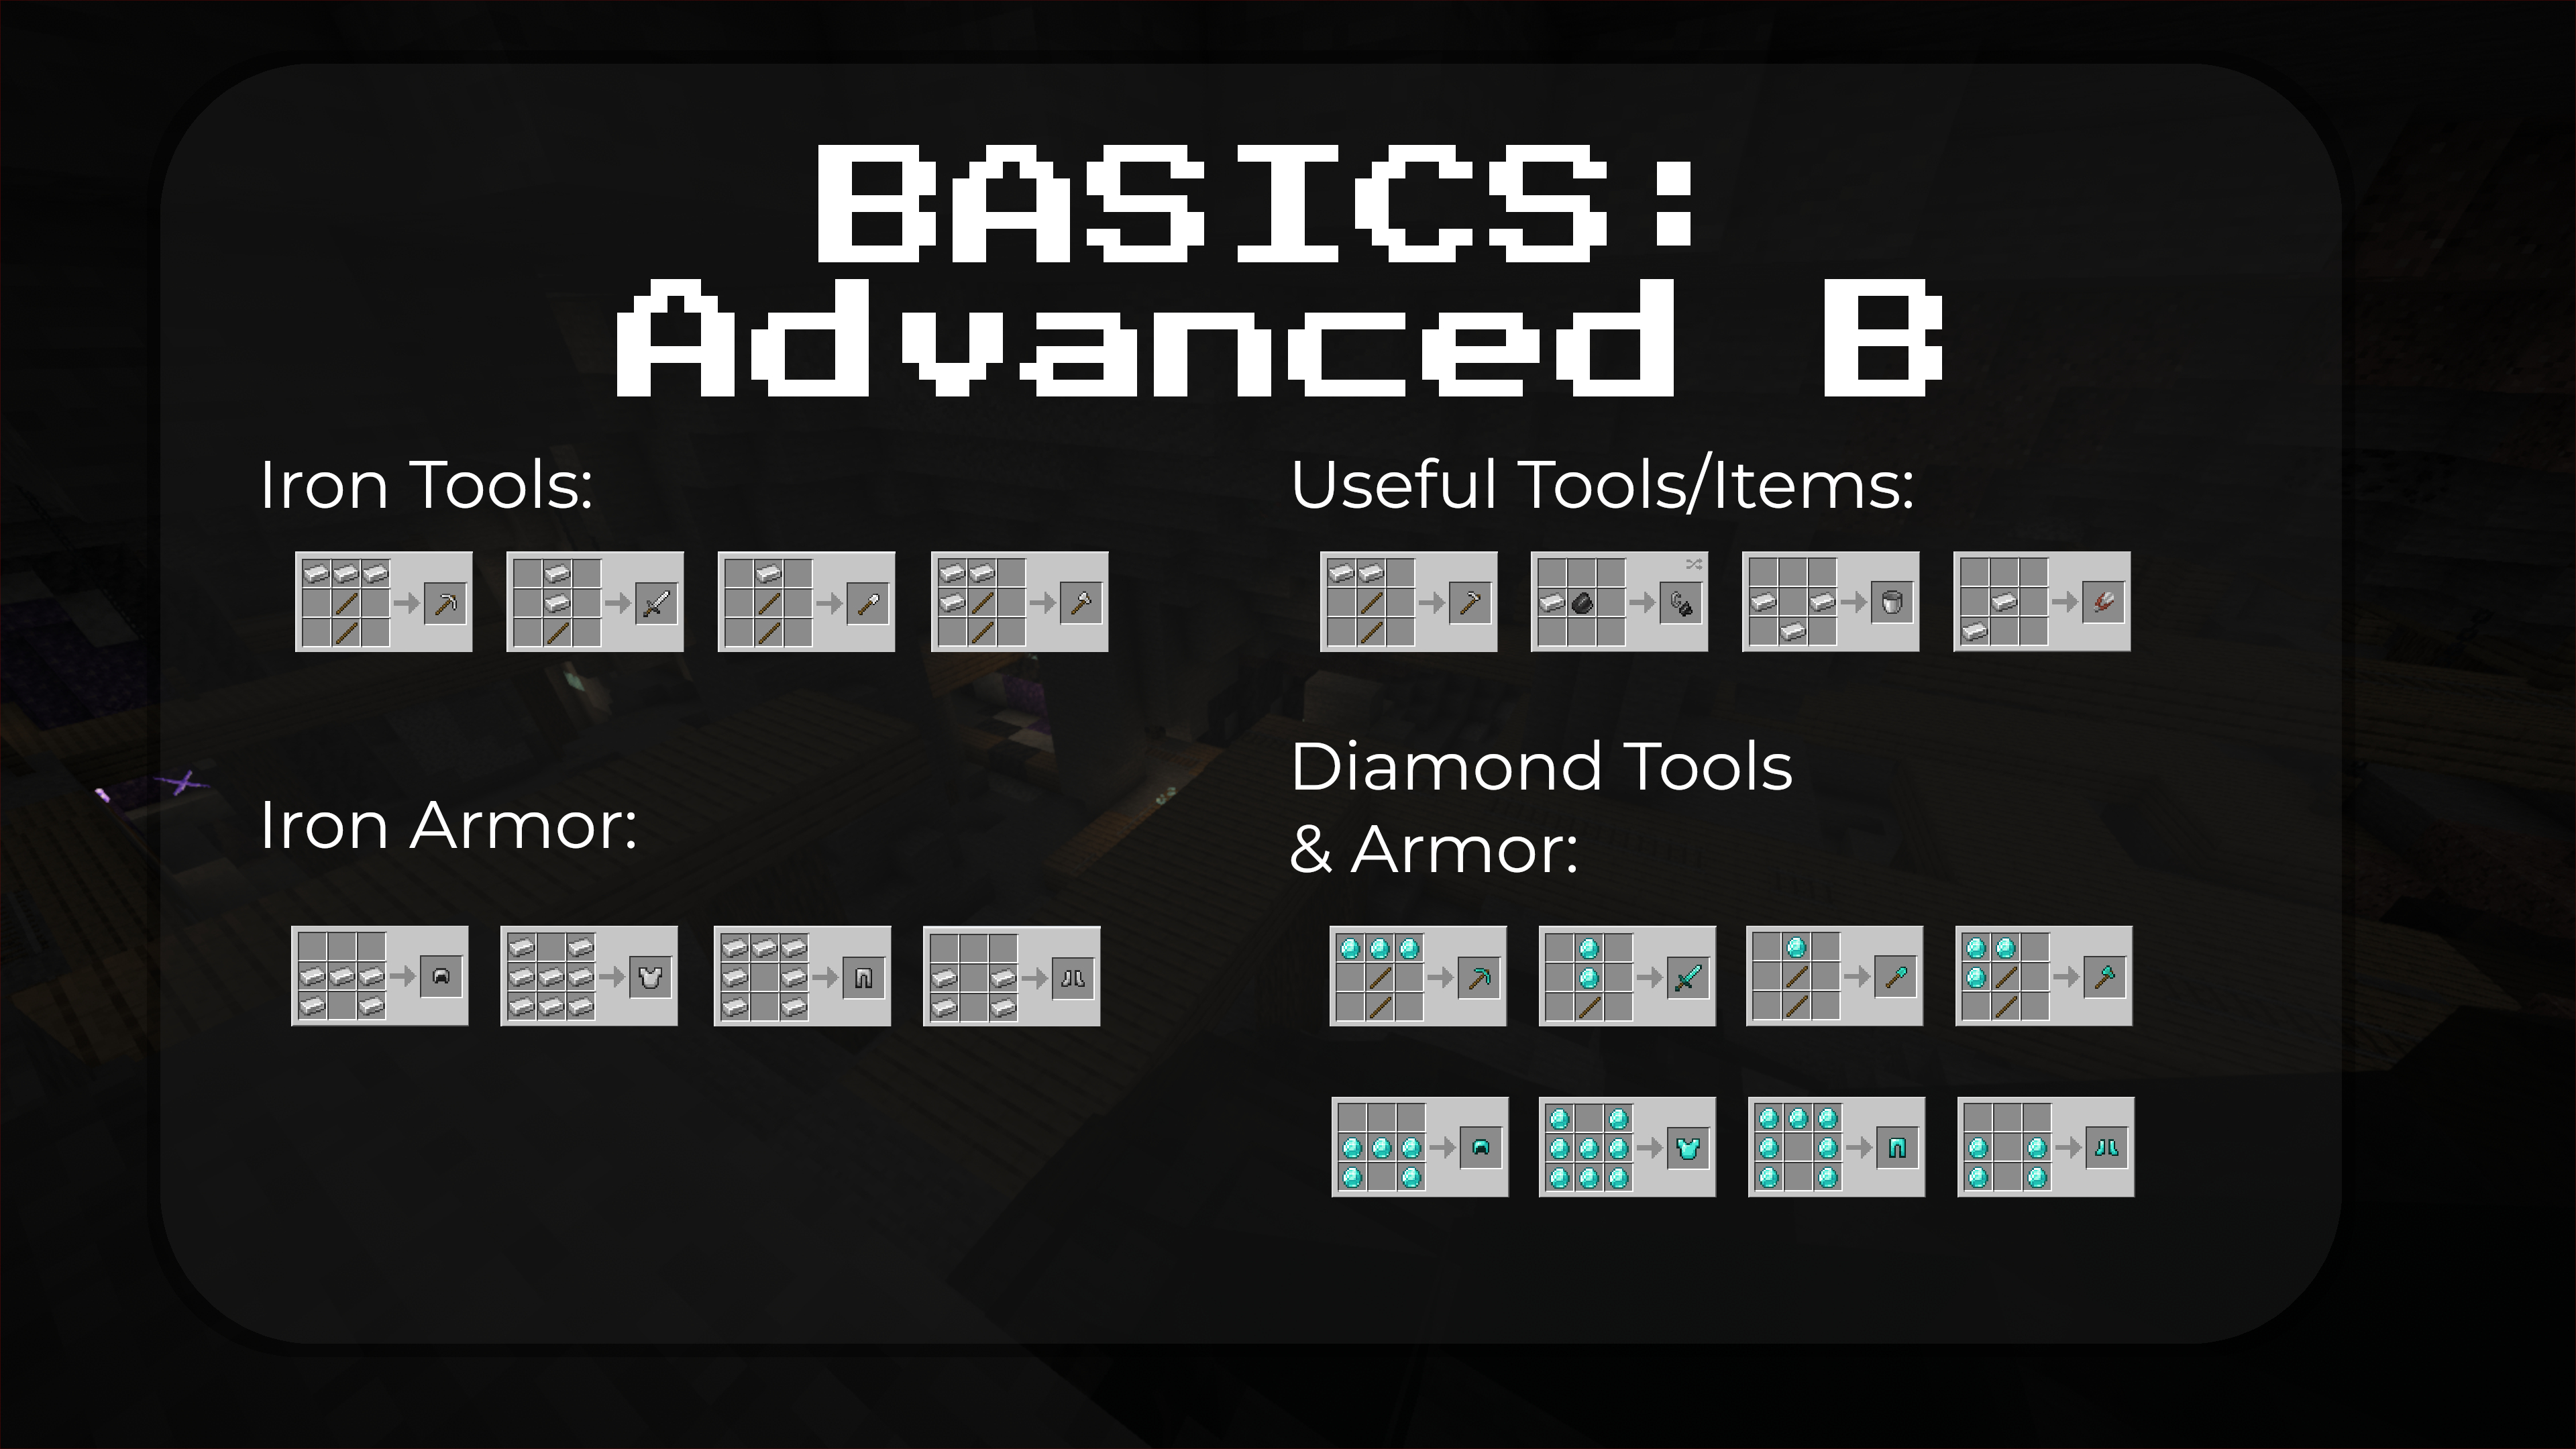 BASICS:
Advanced B
Iron Tools:
Useful Tools/Items:
Iron Armor:
Diamond Tools
& Armor: